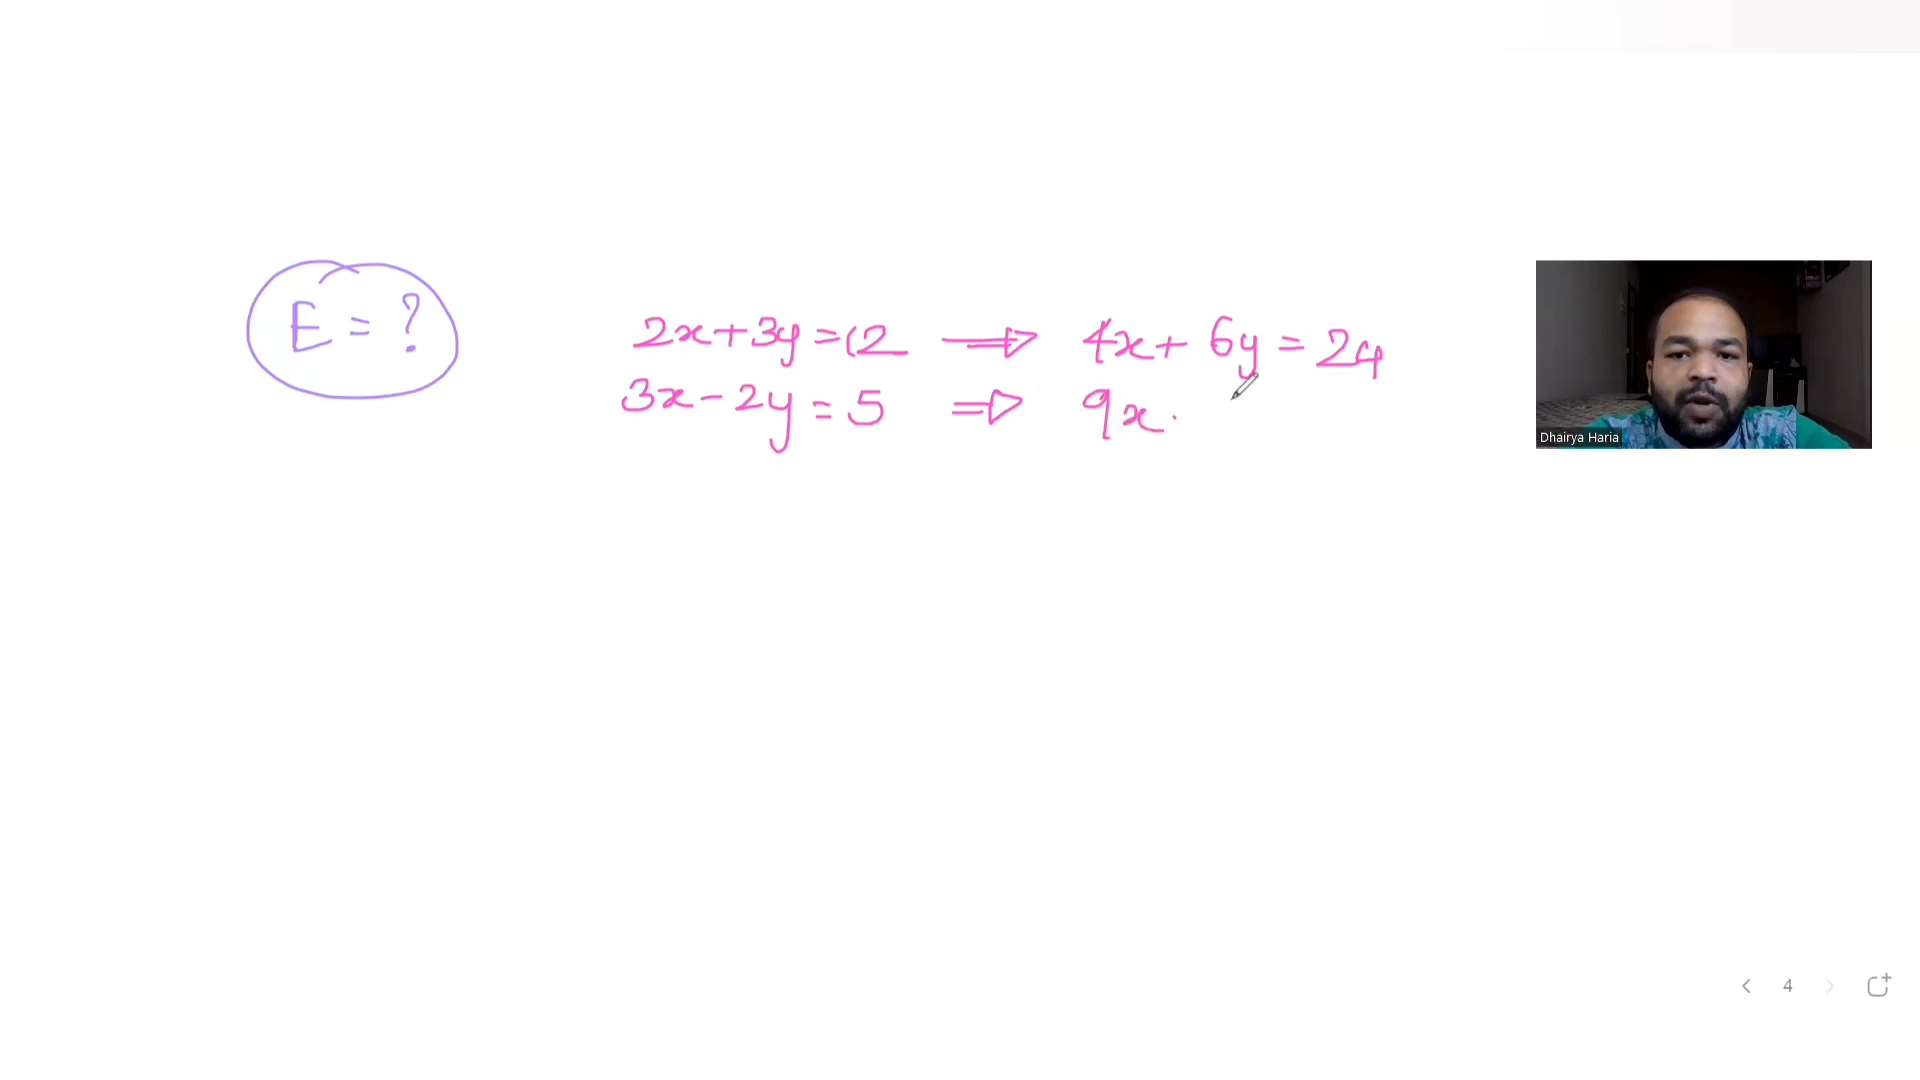 E = ?
2x+3y=12 ⇒ 4x+ 6y = 24
3x-2y = 5 ⇒ 9x.
Dhairya Haria
4